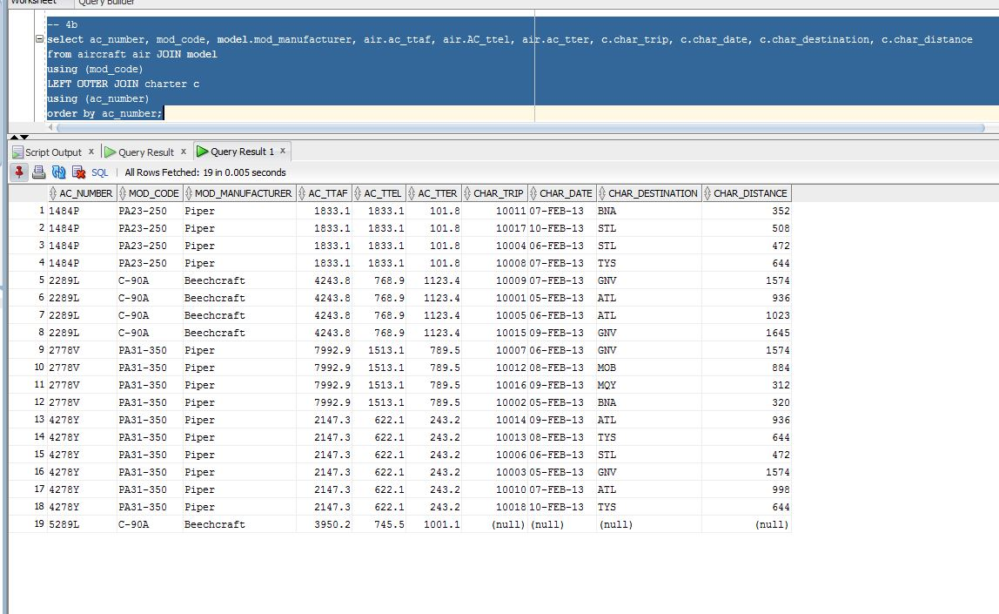 Worksheet Query Builder
-- 4b
select ac_number, mod_code, model.mod_manufacturer, air.ac_ttaf, air.AC_ttel, air.ac_tter, c.char_trip, c.char_date, c.char_destination, c.char_distance
from aircraft air JOIN model
using (mod_code)
LEFT OUTER JOIN charter c
using (ac_number)
order by ac_number;
Script Output x Query Result x Query Result 1 x
SQL | All Rows Fetched: 19 in 0.005 seconds
AC_NUMBER MOD_CODE MOD_MANUFACTURER AC_TTAF AC_TTEL AC_TTER CHAR_TRIP CHAR_DATE CHAR_DESTINATION CHAR_DISTANCE
1 1484P PA23-250 Piper 1833.1 1833.1 101.8 10011 07-FEB-13 BNA 352
2 1484P PA23-250 Piper 1833.1 1833.1 101.8 10017 10-FEB-13 STL 508
3 1484P PA23-250 Piper 1833.1 1833.1 101.8 10004 06-FEB-13 STL 472
4 1484P PA23-250 Piper 1833.1 1833.1 101.8 10008 07-FEB-13 TYS 644
5 2289L C-90A Beechcraft 4243.8 768.9 1123.4 10009 07-FEB-13 GNV 1574
6 2289L C-90A Beechcraft 4243.8 768.9 1123.4 10001 05-FEB-13 ATL 936
7 2289L C-90A Beechcraft 4243.8 768.9 1123.4 10005 06-FEB-13 ATL 1023
8 2289L C-90A Beechcraft 4243.8 768.9 1123.4 10015 09-FEB-13 GNV 1645
9 2778V PA31-350 Piper 7992.9 1513.1 789.5 10007 06-FEB-13 GNV 1574
10 2778V PA31-350 Piper 7992.9 1513.1 789.5 10012 08-FEB-13 MOB 884
11 2778V PA31-350 Piper 7992.9 1513.1 789.5 10016 09-FEB-13 MQY 312
12 2778V PA31-350 Piper 7992.9 1513.1 789.5 10002 05-FEB-13 BNA 320
13 4278Y PA31-350 Piper 2147.3 622.1 243.2 10014 09-FEB-13 ATL 936
14 4278Y PA31-350 Piper 2147.3 622.1 243.2 10013 08-FEB-13 TYS 644
15 4278Y PA31-350 Piper 2147.3 622.1 243.2 10006 06-FEB-13 STL 472
16 4278Y PA31-350 Piper 2147.3 622.1 243.2 10003 05-FEB-13 GNV 1574
17 4278Y PA31-350 Piper 2147.3 622.1 243.2 10010 07-FEB-13 ATL 998
18 4278Y PA31-350 Piper 2147.3 622.1 243.2 10018 10-FEB-13 TYS 644
19 5289L C-90A Beechcraft 3950.2 745.5 1001.1 (null) (null) (null) (null)